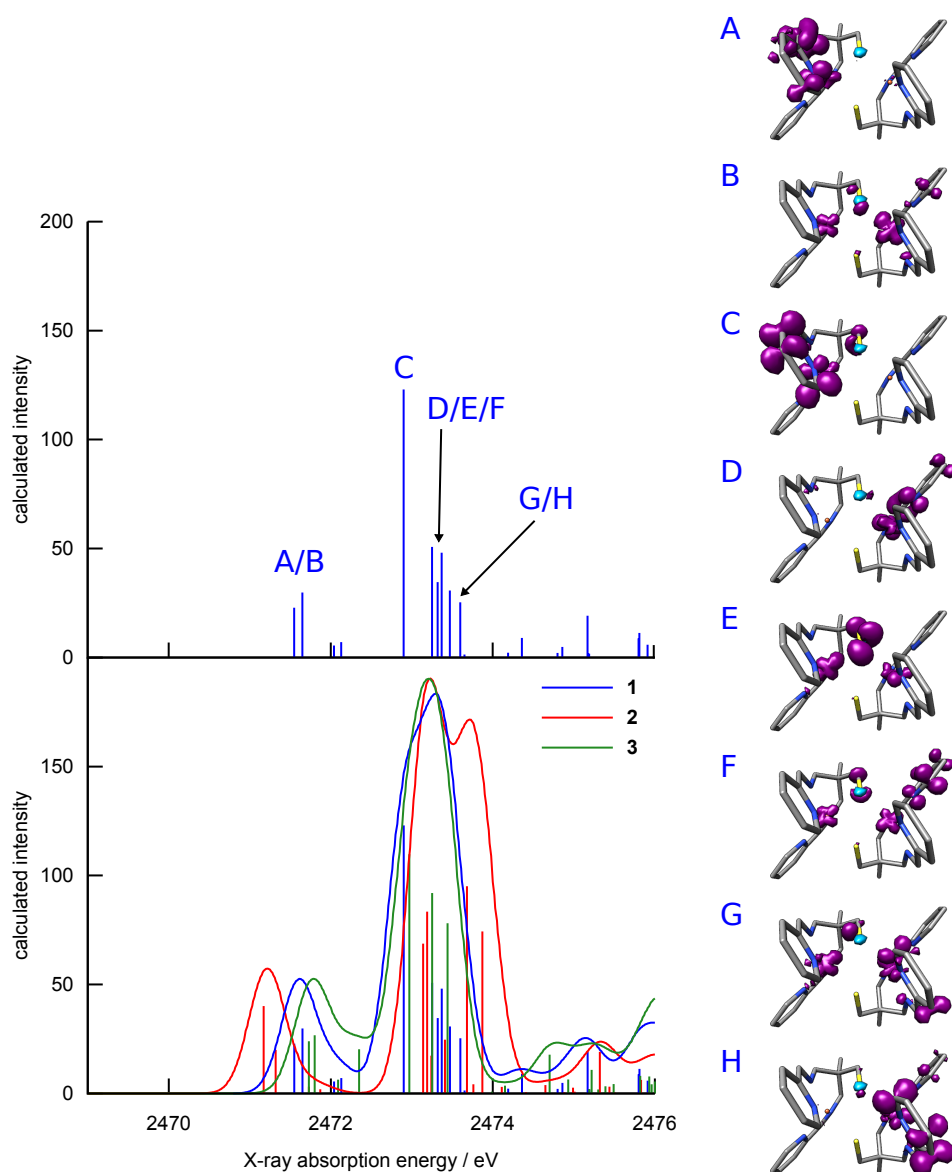 200
150
100
50
0
calculated intensity
A/B
C
D/E/F
G/H
150
100
50
0
calculated intensity
1
2
3
2470
2472
2474
2476
X-ray absorption energy / eV
A
B
C
D
E
F
G
H